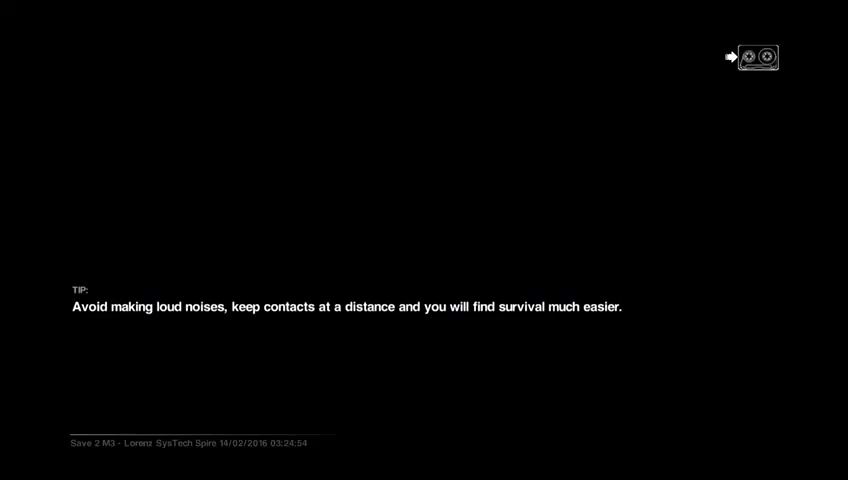 TIP:
Avoid making loud noises, keep contacts at a distance and you will find survival much easier.
Save 2 M3 - Lorenz SysTech Spire 14/02/2016 03:24:54